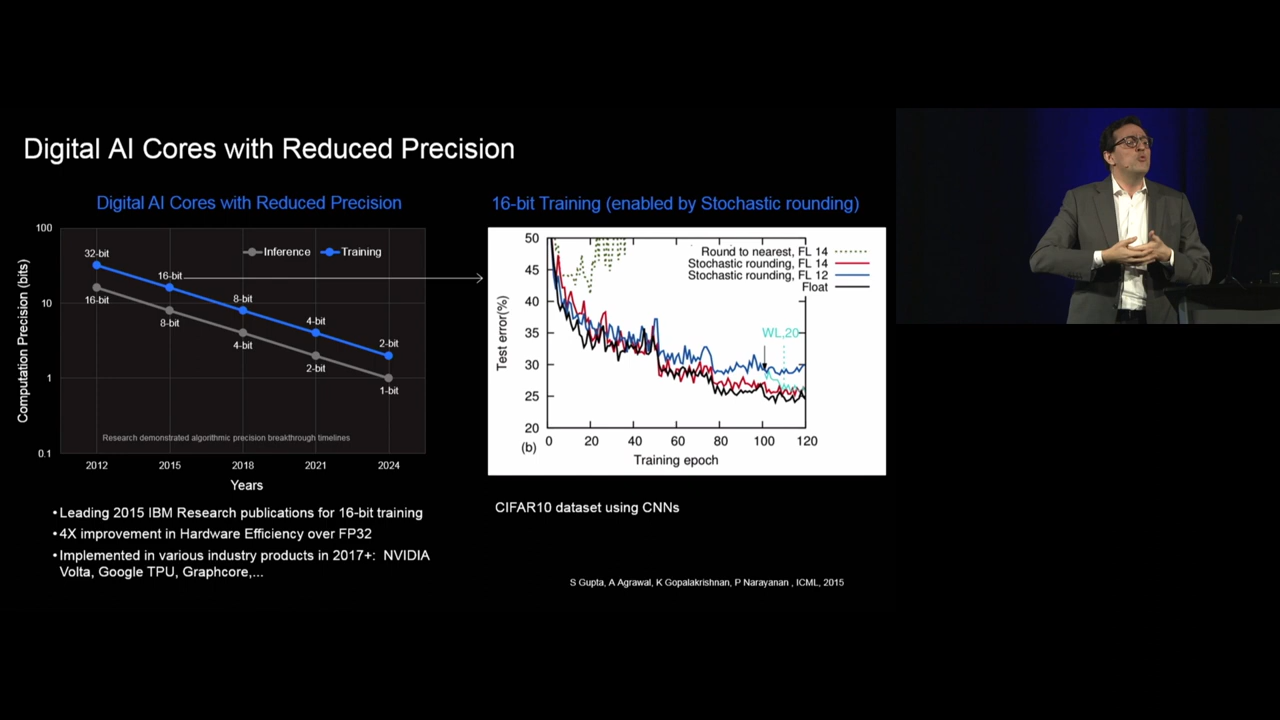 Digital AI Cores with Reduced Precision
Digital AI Cores with Reduced Precision
100
10
1
0.1
Computation Precision (bits)
Inference
Training
32-bit
16-bit
8-bit
4-bit
2-bit
16-bit
8-bit
4-bit
2-bit
1-bit
Research demonstrated algorithmic precision breakthrough timelines
2012
2015
2018
2021
2024
Years
•Leading 2015 IBM Research publications for 16-bit training
•4X improvement in Hardware Efficiency over FP32
•Implemented in various industry products in 2017+: NVIDIA
Volta, Google TPU, Graphcore,...
16-bit Training (enabled by Stochastic rounding)
50
45
40
35
30
25
20
Test error(%)
Round to nearest, FL 14
Stochastic rounding, FL 14
Stochastic rounding, FL 12
Float
WL,20
(b)
0
20
40
60
80
100
120
Training epoch
CIFAR10 dataset using CNNs
S Gupta, A Agrawal, K Gopalakrishnan, P Narayanan , ICML, 2015